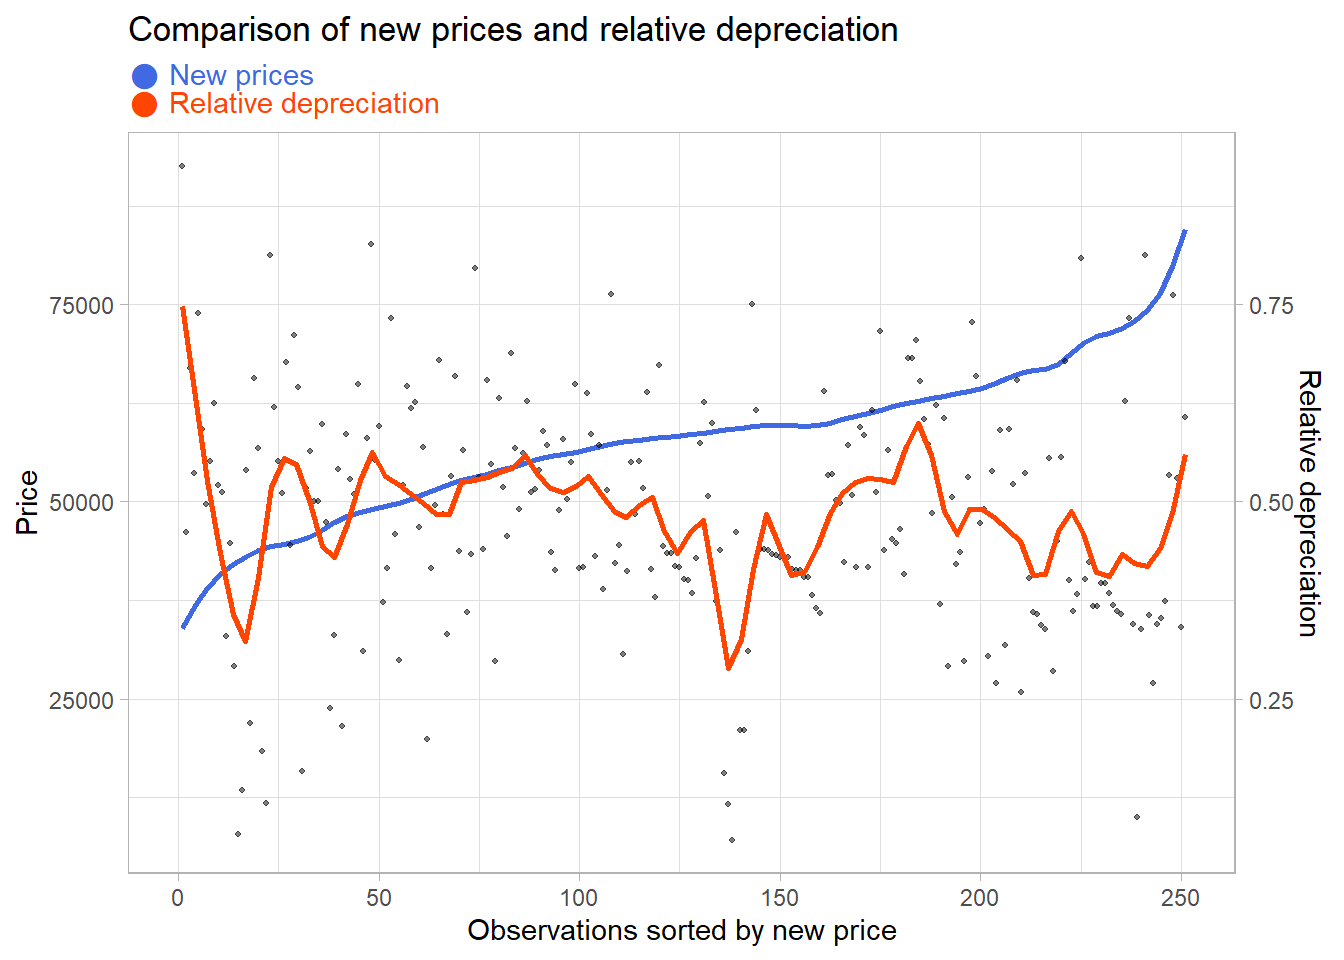 Comparison of new prices and relative depreciation
New prices
Relative depreciation
75000
50000
25000
Price
0.75
0.50
0.25
Relative depreciation
0 50 100 150 200 250
Observations sorted by new price